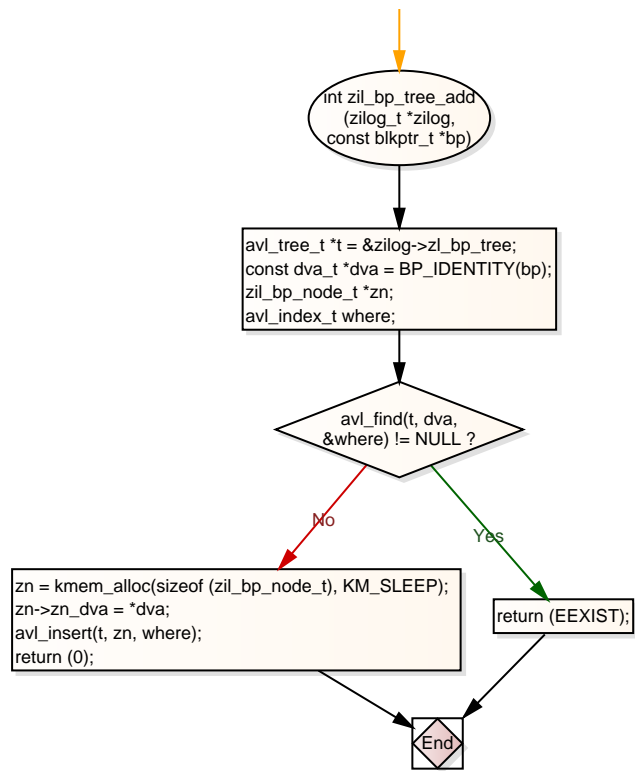 int zil_bp_tree_add
(zilog_t *zilog,
const blkptr_t *bp)
avl_tree_t *t = &zilog->zl_bp_tree;
const dva_t *dva = BP_IDENTITY(bp);
zil_bp_node_t *zn;
avl_index_t where;
avl_find(t, dva,
&where) != NULL ?
No
Yes
zn = kmem_alloc(sizeof (zil_bp_node_t), KM_SLEEP);
zn->zn_dva = *dva;
avl_insert(t, zn, where);
return (0);
return (EEXIST);
End